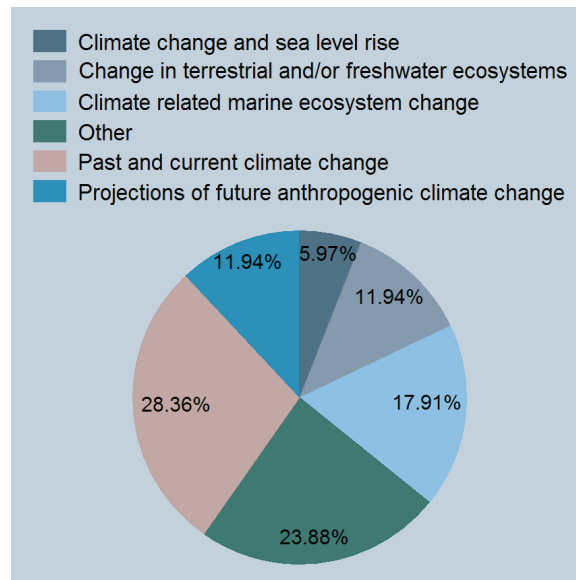 Climate change and sea level rise
Change in terrestrial and/or freshwater ecosystems
Climate related marine ecosystem change
Other
Past and current climate change
Projections of future anthropogenic climate change
11.94%
5.97%
11.94%
28.36%
17.91%
23.88%